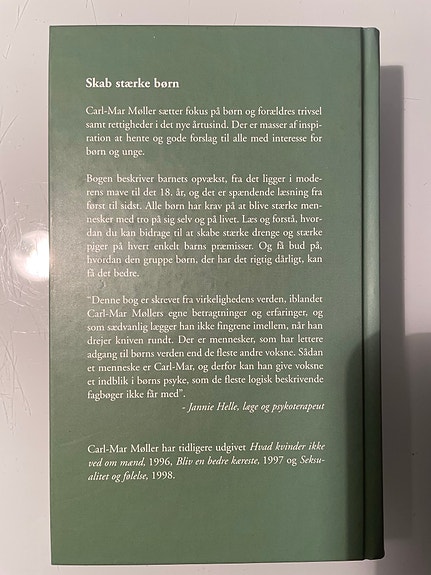 Skab stærke børn
Carl-Mar Møller sætter fokus på børn og forældres trivsel
samt rettigheder i det nye årtusind. Der er masser af inspi-
ration at hente og gode forslag til alle med interesse for
børn og unge.
Bogen beskriver barnets opvækst, fra det ligger i mode-
rens mave til det 18. år, og det er spændende læsning fra
først til sidst. Alle børn har krav på at blive stærke men-
nesker med tro på sig selv og på livet. Læs og forstå, hvor-
dan du kan bidrage til at skabe stærke drenge og stærke
piger på hvert enkelt barns præmisser. Og få bud på,
hvordan den gruppe børn, der har det rigtig dårligt, kan
få det bedre.
"Denne bog er skrevet fra virkelighedens verden, iblandet
Carl-Mar Møllers egne betragtninger og erfaringer, og
som sædvanlig lægger han ikke fingrene imellem, når han
drejer kniven rundt. Der er mennesker, som har lettere
adgang til børns verden end de fleste andre voksne. Sådan
et menneske er Carl-Mar, og derfor kan han give voksne
et indblik i børns psyke, som de fleste logisk beskrivende
fagbøger ikke får med".
- Jannie Helle, læge og psykoterapeut
Carl-Mar Møller har tidligere udgivet Hvad kvinder ikke
ved om mænd, 1996, Bliv en bedre kæreste, 1997 og Seksu-
alitet og følelse, 1998.